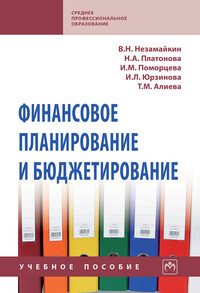 СРЕДНЕЕ
ПРОФЕССИОНАЛЬНОЕ
ОБРАЗОВАНИЕ
В.Н. Незамайкин
Н.А. Платонова
И.М. Поморцева
И.Л. Юрзинова
Т.М. Алиева
ФИНАНСОВОЕ
ПЛАНИРОВАНИЕ
И БЮДЖЕТИРОВАНИЕ
УЧЕБНОЕ ПОСОБИЕ